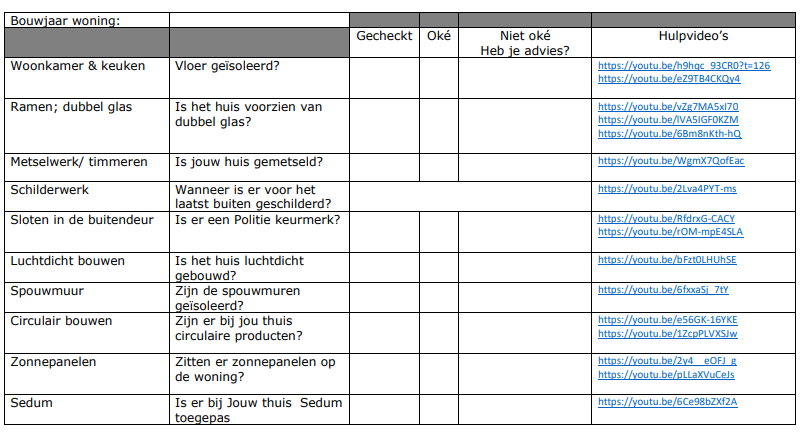 Bouwjaar woning:
Gecheckt Oké Niet oké Hulpvideo's
Heb je advies?
Woonkamer & keuken Vloer geïsoleerd? https://youtu.be/h9hqc_93CR0?t=126
https://youtu.be/eZ9TB4CKQy4
Ramen; dubbel glas Is het huis voorzien van https://youtu.be/vZg7MA5xI70
dubbel glas? https://youtu.be/lVA5IGF0KZM
https://youtu.be/6Bm8nKth-hQ
Metselwerk/ timmeren Is jouw huis gemetseld? https://youtu.be/WgmX7QofEac
Schilderwerk Wanneer is er voor het https://youtu.be/2Lva4PYT-ms
laatst buiten geschilderd?
Sloten in de buitendeur Is er een Politie keurmerk? https://youtu.be/RfdrxG-CACY
https://youtu.be/rOM-mpE4SLA
Luchtdicht bouwen Is het huis luchtdicht https://youtu.be/bFzt0LHUhSE
gebouwd?
Spouwmuur Zijn de spouwmuren https://youtu.be/6fxxaSj_7tY
geïsoleerd?
Circulair bouwen Zijn er bij jou thuis https://youtu.be/e56GK-16YKE
circulaire producten? https://youtu.be/1ZcpPLVXSJw
Zonnepanelen Zitten er zonnepanelen op https://youtu.be/2y4__eOFJ_g
de woning? https://youtu.be/pLLaXVuCeJs
Sedum Is er bij Jouw thuis Sedum https://youtu.be/6Ce98bZXf2A
toegepas